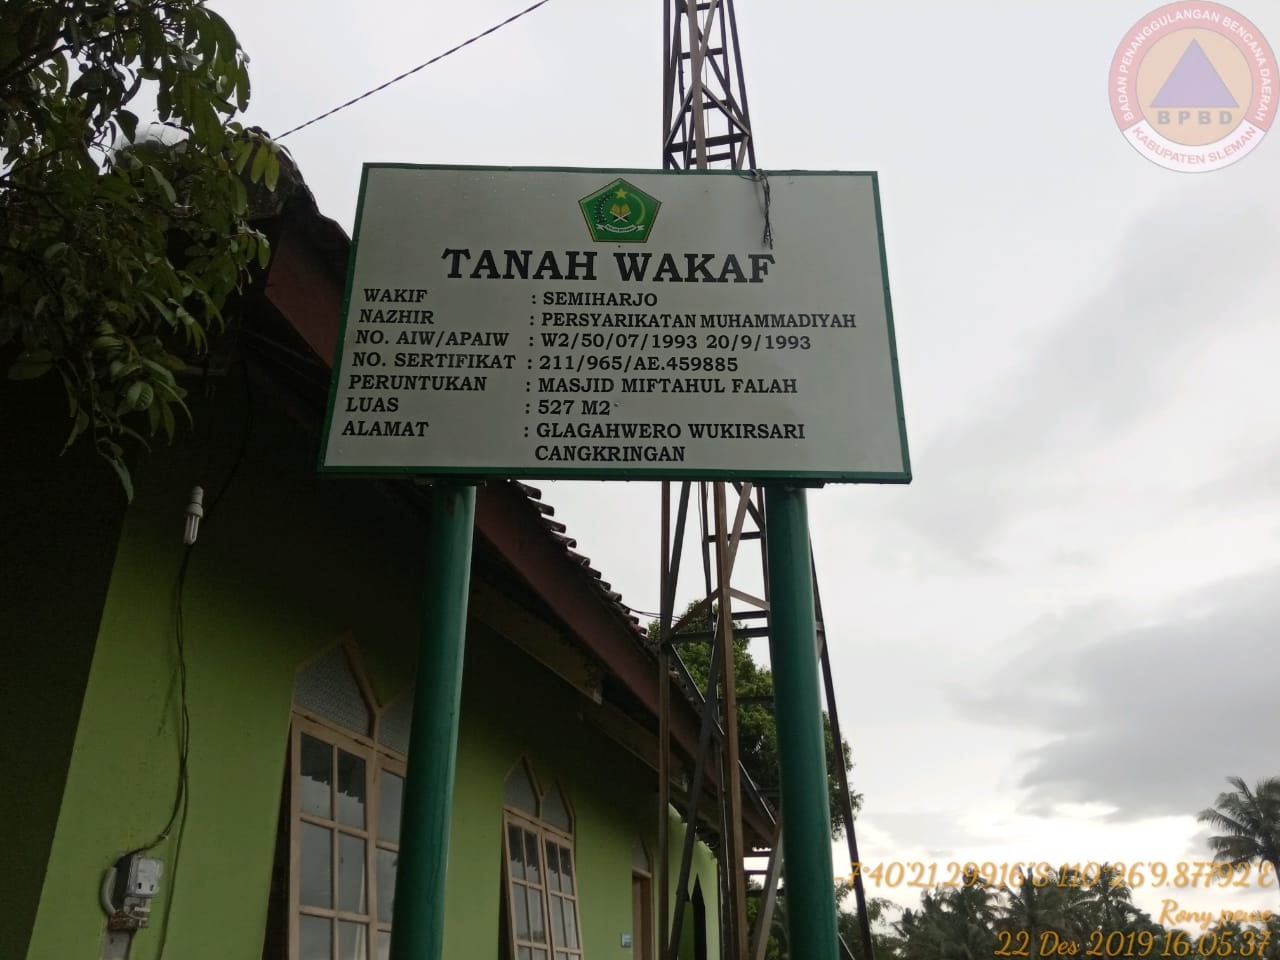 BADAN PENANGGULANGAN BENCANA DAERAH
BPBD
KABUPATEN SLEMAN
TANAH WAKAF
WAKIF : SEMIHARJO
NAZHIR : PERSYARIKATAN MUHAMMADIYAH
NO. AIW/APAIW : W2/50/07/1993 20/9/1993
NO. SERTIFIKAT : 211/965/AE.459885
PERUNTUKAN : MASJID MIFTAHUL FALAH
LUAS : 527 M2
ALAMAT : GLAGAHWERO WUKIRSARI
CANGKRINGAN
-7°40'21.29916"S 110°26'9.87792"E
Rony
22 Des 2019 16.05.37